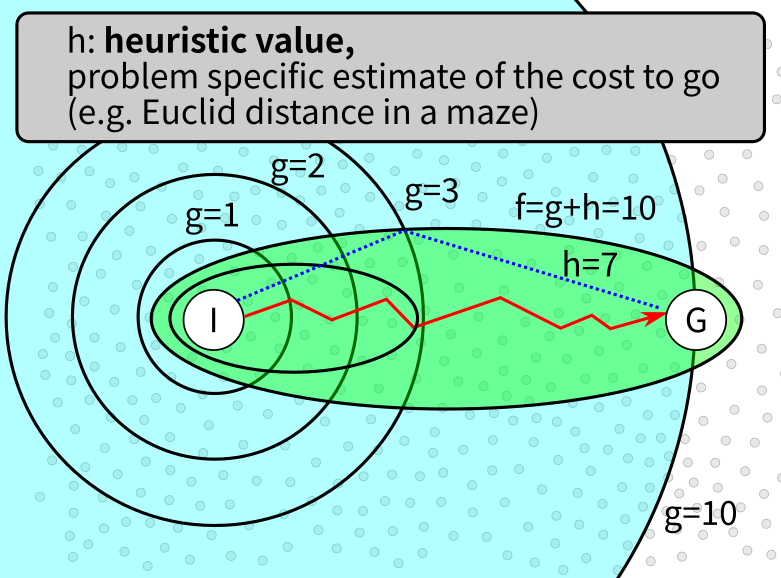 h: heuristic value,
problem specific estimate of the cost to go
(e.g. Euclid distance in a maze)
g=2
g=3
g=1
f=g+h=10
h=7
I
G
g=10